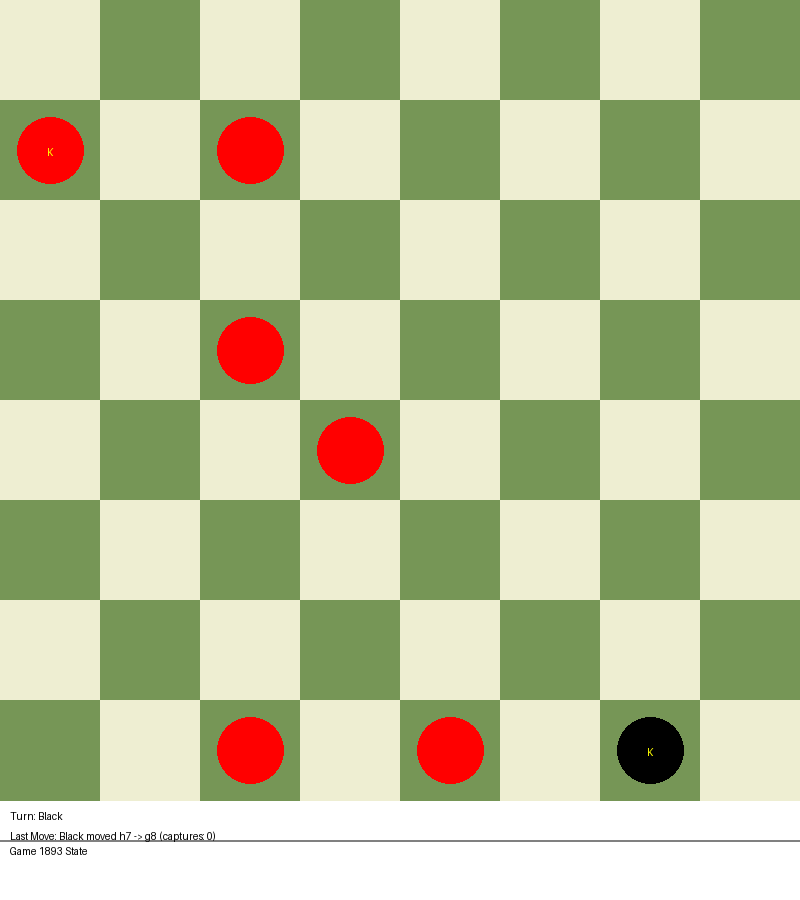 K
K
Turn: Black
Last Move: Black moved h7 -> g8 (captures: 0)
Game 1893 State